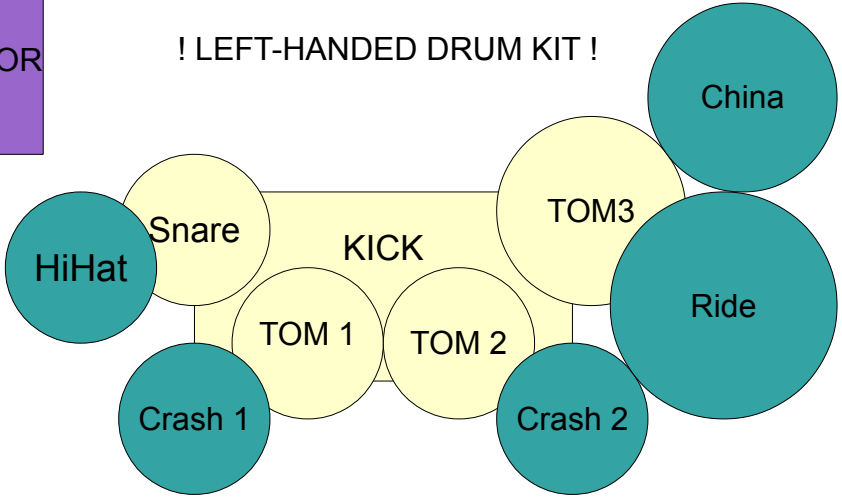 OR
! LEFT-HANDED DRUM KIT !
China
TOM3
Snare
KICK
HiHat
Ride
TOM 1
TOM 2
Crash 1
Crash 2